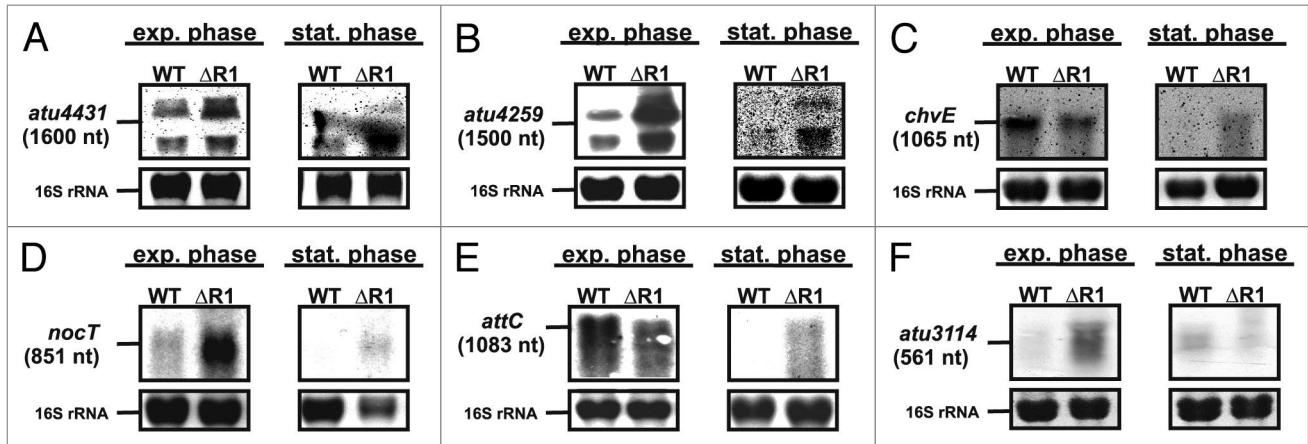 A
exp. phase stat. phase
WT ΔR1 WT ΔR1
atu4431
(1600 nt)
16S rRNA
B
exp. phase stat. phase
WT ΔR1 WT ΔR1
atu4259
(1500 nt)
16S rRNA
C
exp. phase stat. phase
WT ΔR1 WT ΔR1
chvE
(1065 nt)
16S rRNA
D
exp. phase stat. phase
WT ΔR1 WT ΔR1
nocT
(851 nt)
16S rRNA
E
exp. phase stat. phase
WT ΔR1 WT ΔR1
attC
(1083 nt)
16S rRNA
F
exp. phase stat. phase
WT ΔR1 WT ΔR1
atu3114
(561 nt)
16S rRNA